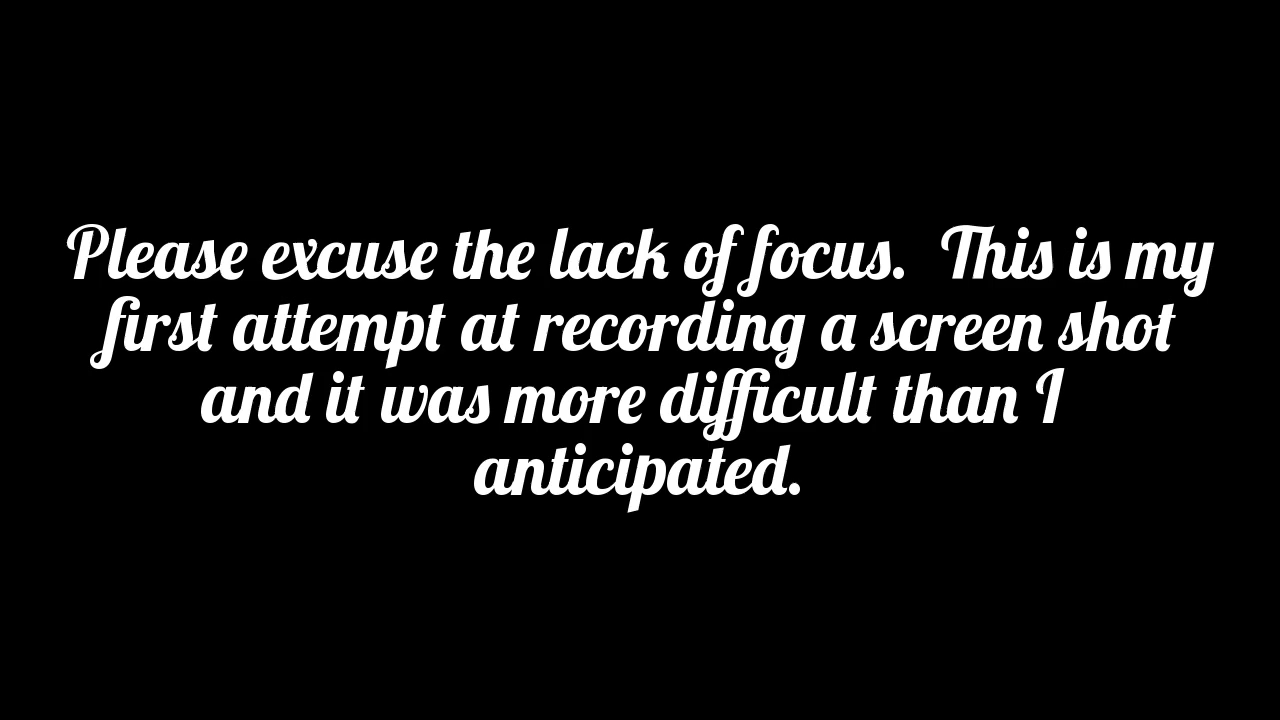 Please excuse the lack of focus.  This is my
first attempt at recording a screen shot
and it was more difficult than I
anticipated.